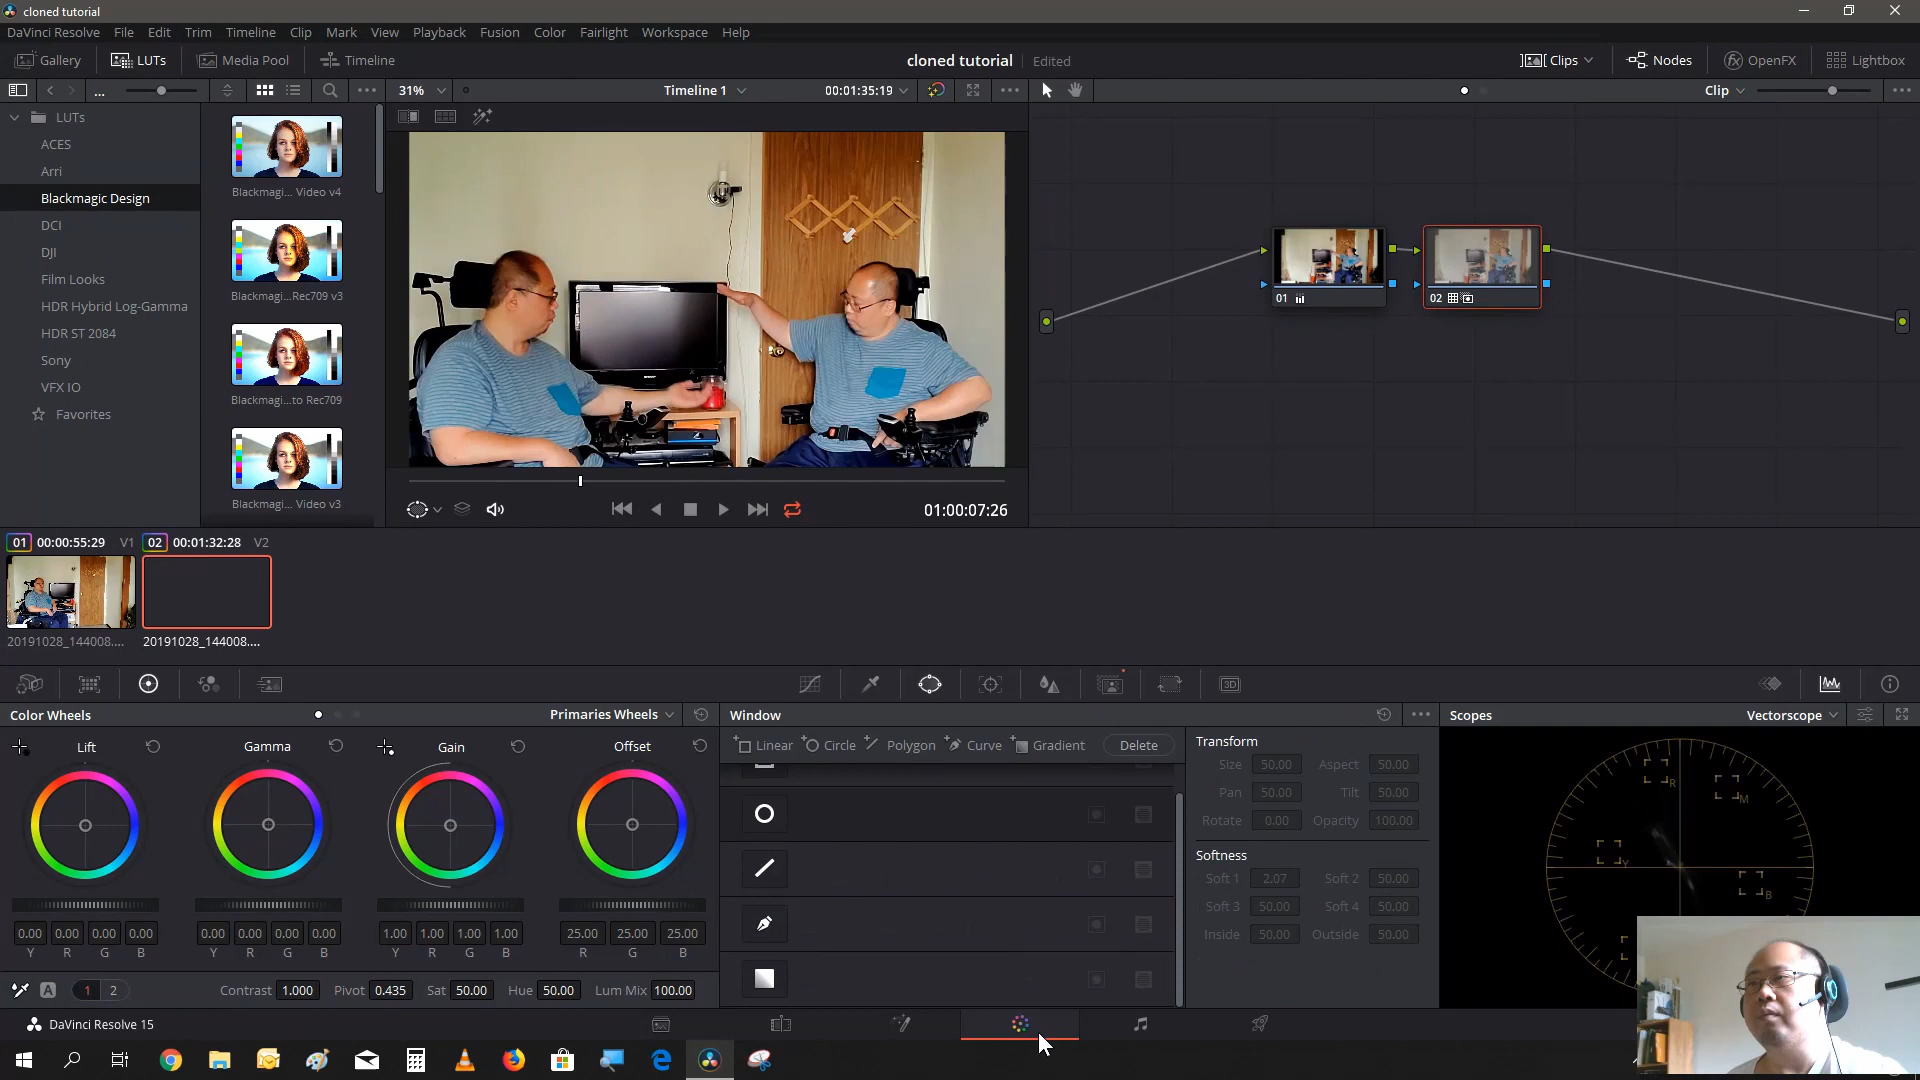 cloned tutorial
DaVinci Resolve File Edit Trim Timeline Clip Mark View Playback Fusion Color Fairlight Workspace Help
Gallery LUTs Media Pool Timeline cloned tutorial Edited Clips Nodes OpenFX Lightbox
... 31% Timeline 1 00:01:35:19 Clip
LUTs
ACES
Arri
Blackmagic Design
DCI
DJI
Film Looks
HDR Hybrid Log-Gamma
HDR ST 2084
Sony
VFX IO
Favorites
Blackmagi... Video v4
Blackmagi...Rec709 v3
Blackmagi...to Rec709
Blackmagi... Video v3
01 02
01:00:07:26
01 00:00:55:29 V1 02 00:01:32:28 V2
20191028_144008.... 20191028_144008....
3D
Color Wheels Primaries Wheels
Lift Gamma Gain Offset
0.00 0.00 0.00 0.00 0.00 0.00 0.00 0.00 1.00 1.00 1.00 1.00 25.00 25.00 25.00
Y R G B Y R G B Y R G B R G B
A 1 2 Contrast 1.000 Pivot 0.435 Sat 50.00 Hue 50.00 Lum Mix 100.00
Window
Linear Circle Polygon Curve Gradient Delete
Transform
Size 50.00 Aspect 50.00
Pan 50.00 Tilt 50.00
Rotate 0.00 Opacity 100.00
Softness
Soft 1 2.07 Soft 2 50.00
Soft 3 50.00 Soft 4 50.00
Inside 50.00 Outside 50.00
Scopes Vectorscope
R
M
Y
B
DaVinci Resolve 15